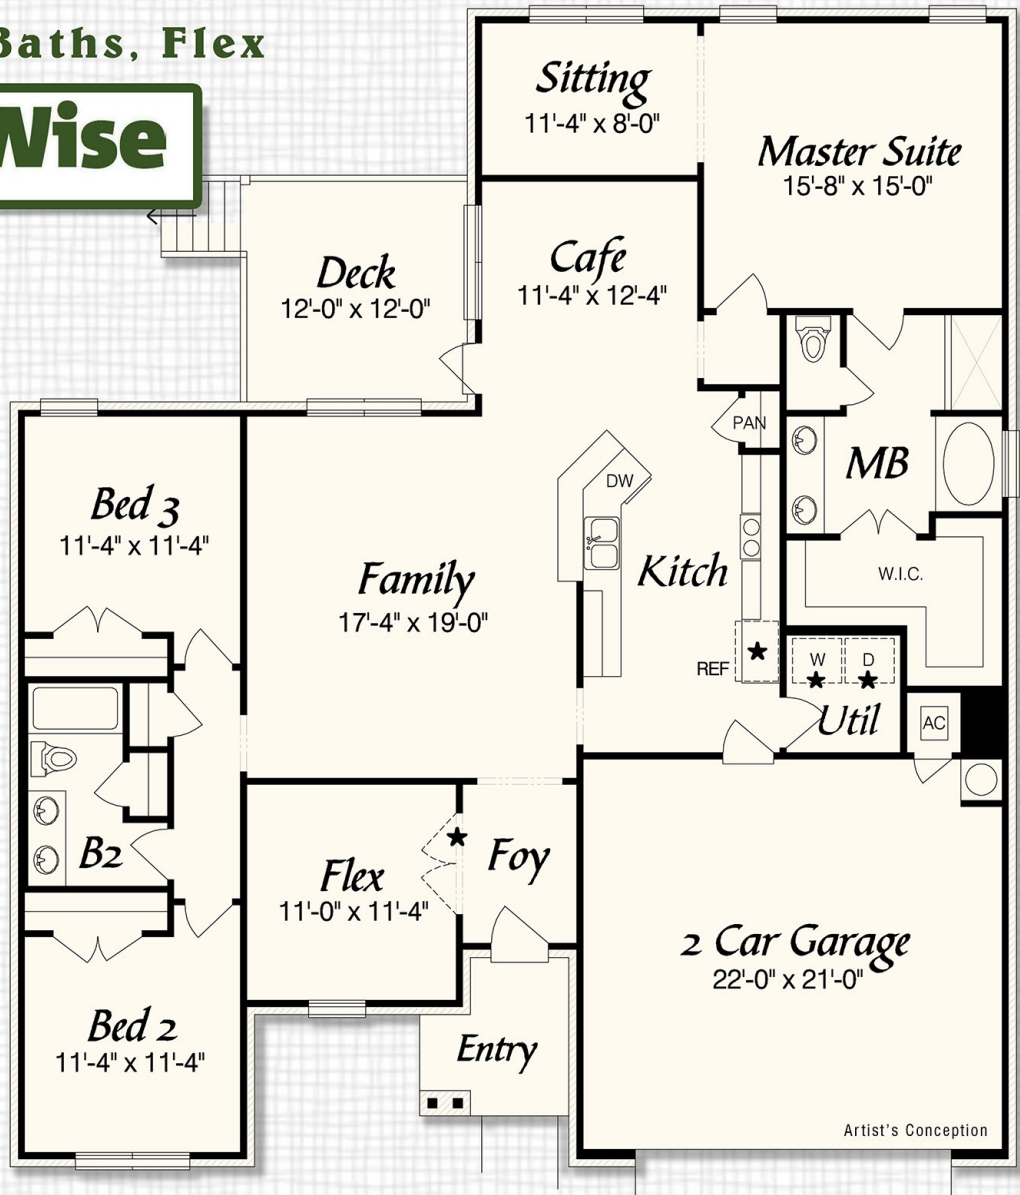 Baths, Flex
Wise
Sitting
11'-4" x 8'-0"
Master Suite
15'-8" x 15'-0"
Deck
12'-0" x 12'-0"
Cafe
11'-4" x 12'-4"
PAN
DW
MB
Bed 3
11'-4" x 11'-4"
Family
17'-4" x 19'-0"
Kitch
W.I.C.
REF
W
D
Util
AC
B2
Flex
11'-0" x 11'-4"
Foy
2 Car Garage
22'-0" x 21'-0"
Bed 2
11'-4" x 11'-4"
Entry
Artist's Conception